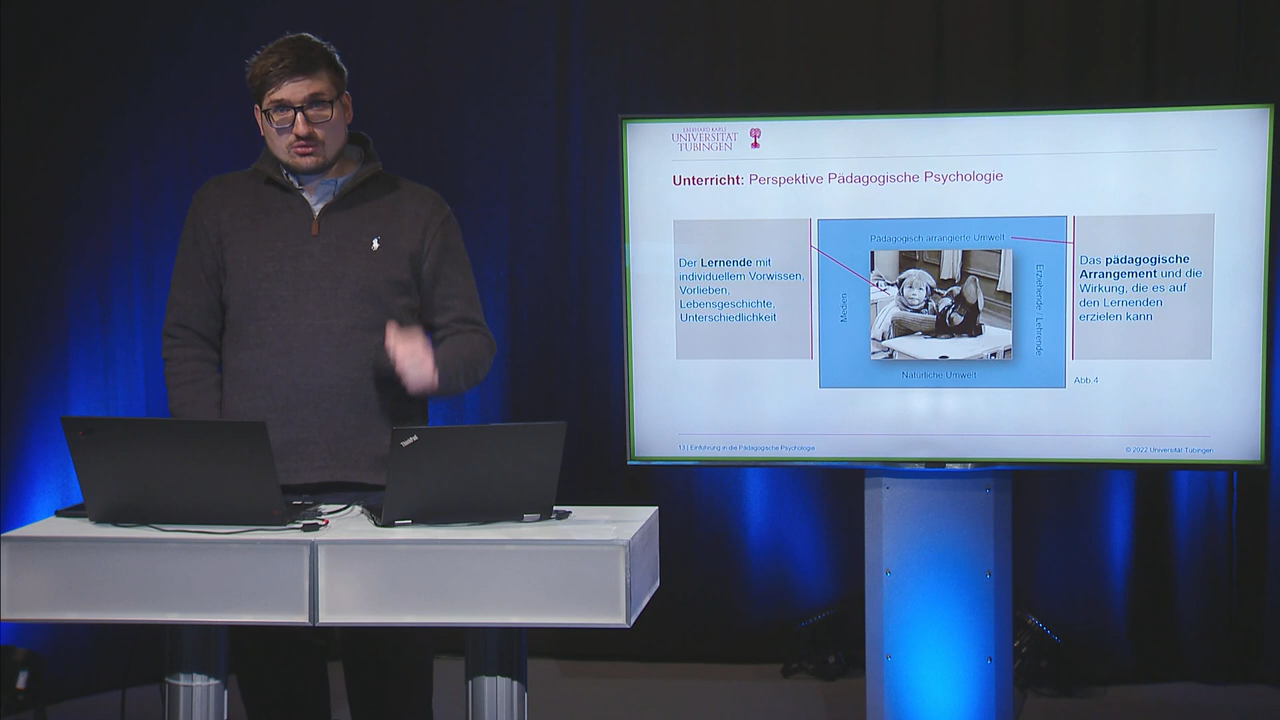 EBERHARD KARLS
UNIVERSITÄT
TÜBINGEN
Unterricht: Perspektive Pädagogische Psychologie
Der Lernende mit
individuellem Vorwissen,
Vorlieben,
Lebensgeschichte,
Unterschiedlichkeit
Pädagogisch arrangierte Umwelt
Medien
Erziehende / Lehrende
Natürliche Umwelt
Das pädagogische
Arrangement und die
Wirkung, die es auf
den Lernenden
erzielen kann
Abb.4
13 | Einführung in die Pädagogische Psychologie
© 2022 Universität Tübingen
ThinkPad